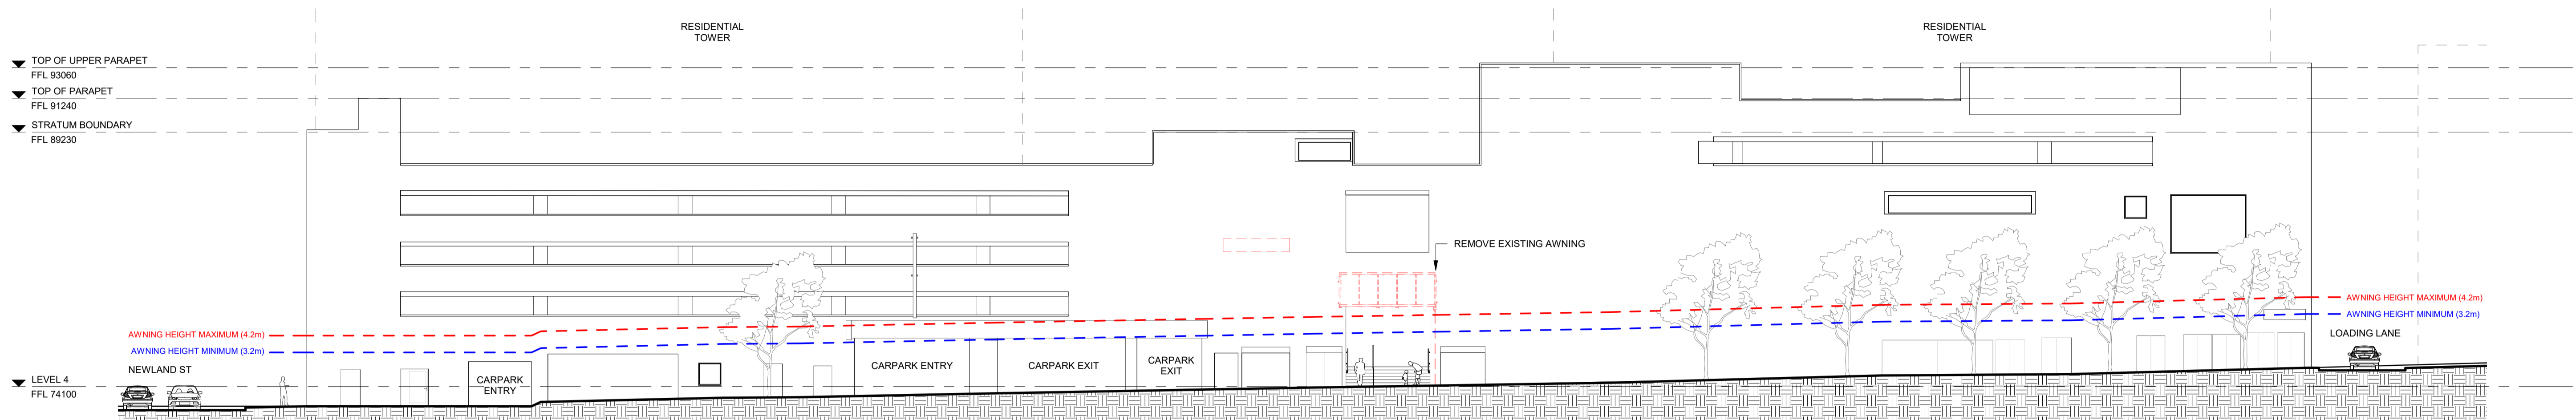 RESIDENTIAL
TOWER
RESIDENTIAL
TOWER
TOP OF UPPER PARAPET
FFL 93060
TOP OF PARAPET
FFL 91240
STRATUM BOUNDARY
FFL 89230
REMOVE EXISTING AWNING
AWNING HEIGHT MAXIMUM (4.2m)
AWNING HEIGHT MINIMUM (3.2m)
AWNING HEIGHT MAXIMUM (4.2m)
AWNING HEIGHT MINIMUM (3.2m)
NEWLAND ST
LOADING LANE
CARPARK
ENTRY
CARPARK ENTRY
CARPARK EXIT
CARPARK
EXIT
LEVEL 4
FFL 74100